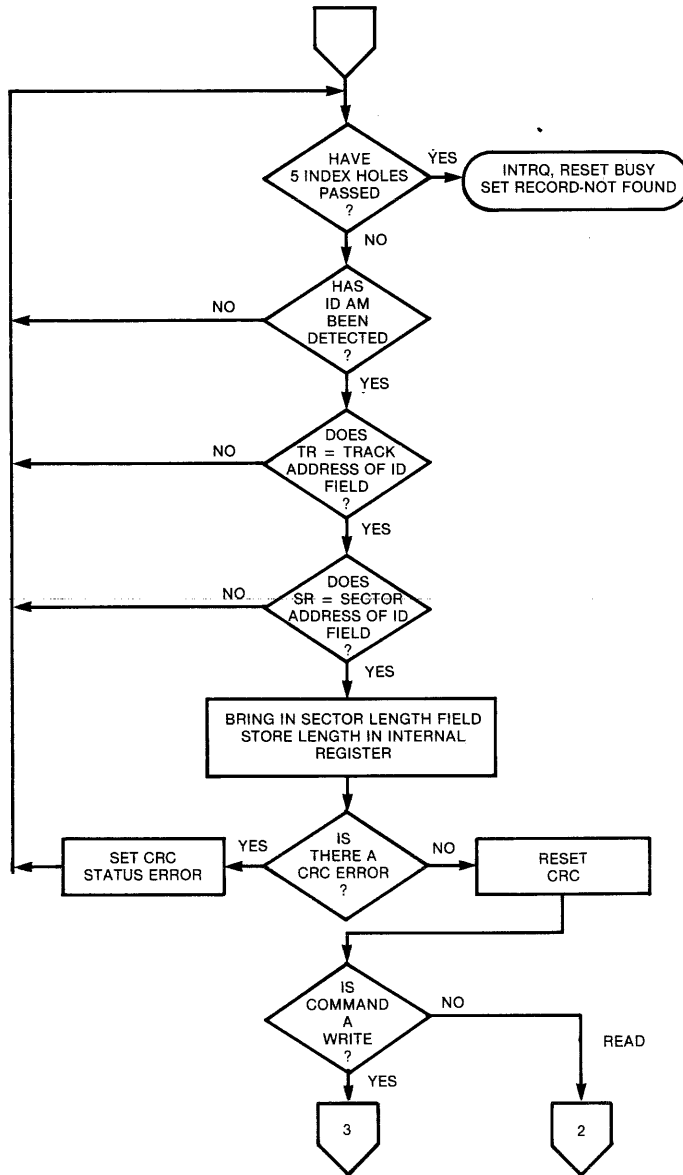 HAVE
5 INDEX HOLES
PASSED
?
YES
INTRQ, RESET BUSY
SET RECORD-NOT FOUND
NO
HAS
ID AM
BEEN
DETECTED
?
NO
YES
DOES
TR = TRACK
ADDRESS OF ID
FIELD
?
NO
YES
DOES
SR = SECTOR
ADDRESS OF ID
FIELD
?
NO
YES
BRING IN SECTOR LENGTH FIELD
STORE LENGTH IN INTERNAL
REGISTER
IS
THERE A
CRC ERROR
?
YES
SET CRC
STATUS ERROR
NO
RESET
CRC
IS
COMMAND
A
WRITE
?
NO
READ
YES
3
2